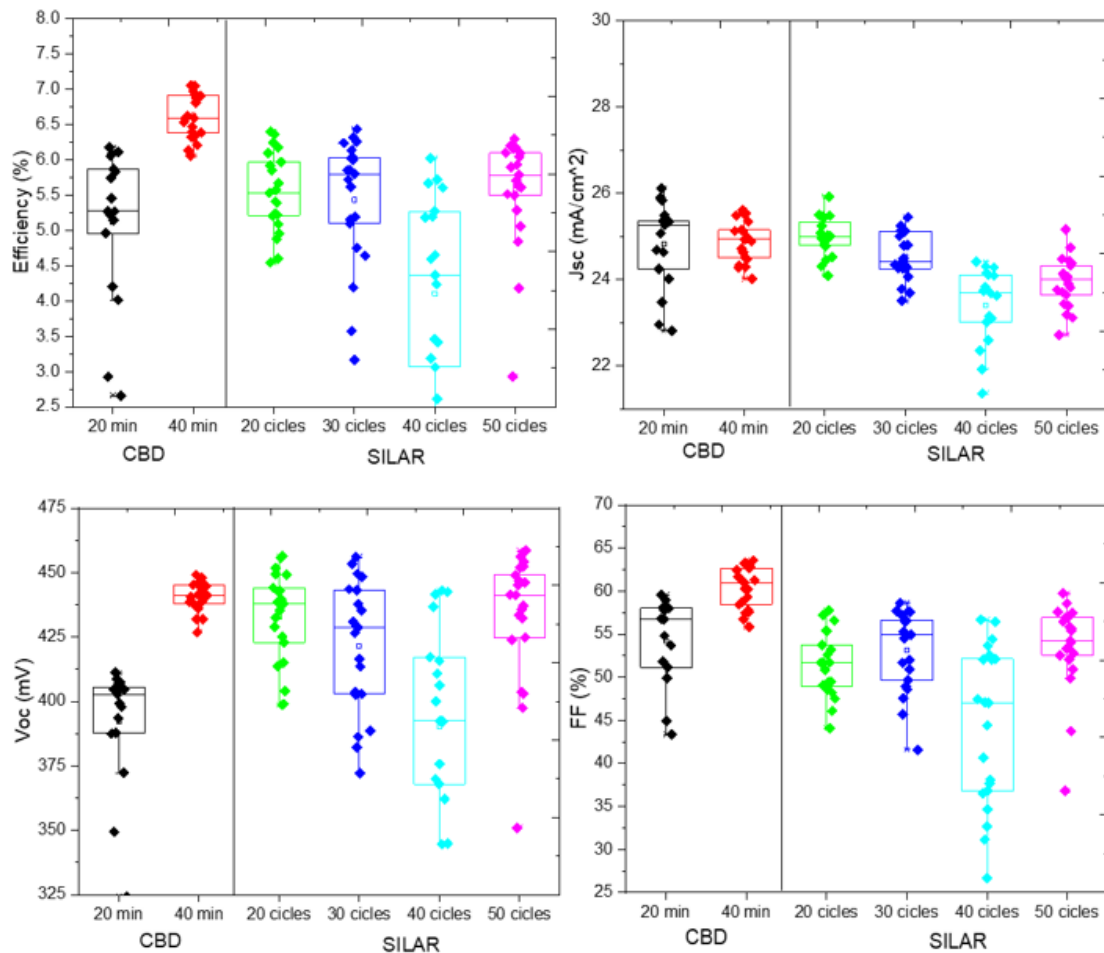 8.0
7.5
7.0
6.5
6.0
5.5
5.0
4.5
4.0
3.5
3.0
2.5
Efficiency (%)
20 min 40 min 20 cicles 30 cicles 40 cicles 50 cicles
CBD SILAR
30
28
26
24
22
Jsc (mA/cm^2)
20 min 40 min 20 cicles 30 cicles 40 cicles 50 cicles
CBD SILAR
475
450
425
400
375
350
325
Voc (mV)
20 min 40 min 20 cicles 30 cicles 40 cicles 50 cicles
CBD SILAR
70
65
60
55
50
45
40
35
30
25
FF (%)
20 min 40 min 20 cicles 30 cicles 40 cicles 50 cicles
CBD SILAR